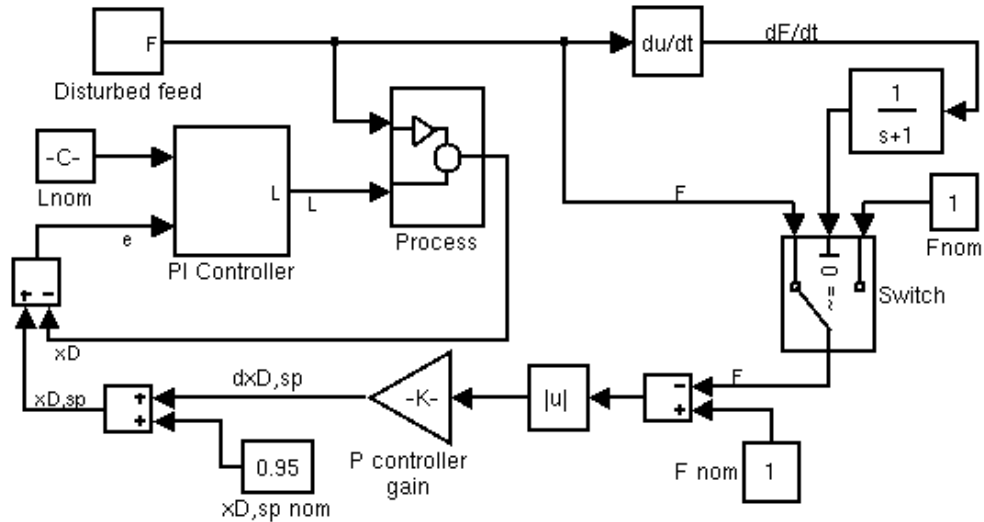 F
Disturbed feed
du/dt
dF/dt
1
s+1
-C-
Lnom
L
PI Controller
L
Process
e
F
1
Fnom
~= 0
Switch
+ -
xD
xD,sp
+
+
dxD,sp
-K-
P controller
gain
|u|
-
+
F
F nom
1
0.95
xD,sp nom